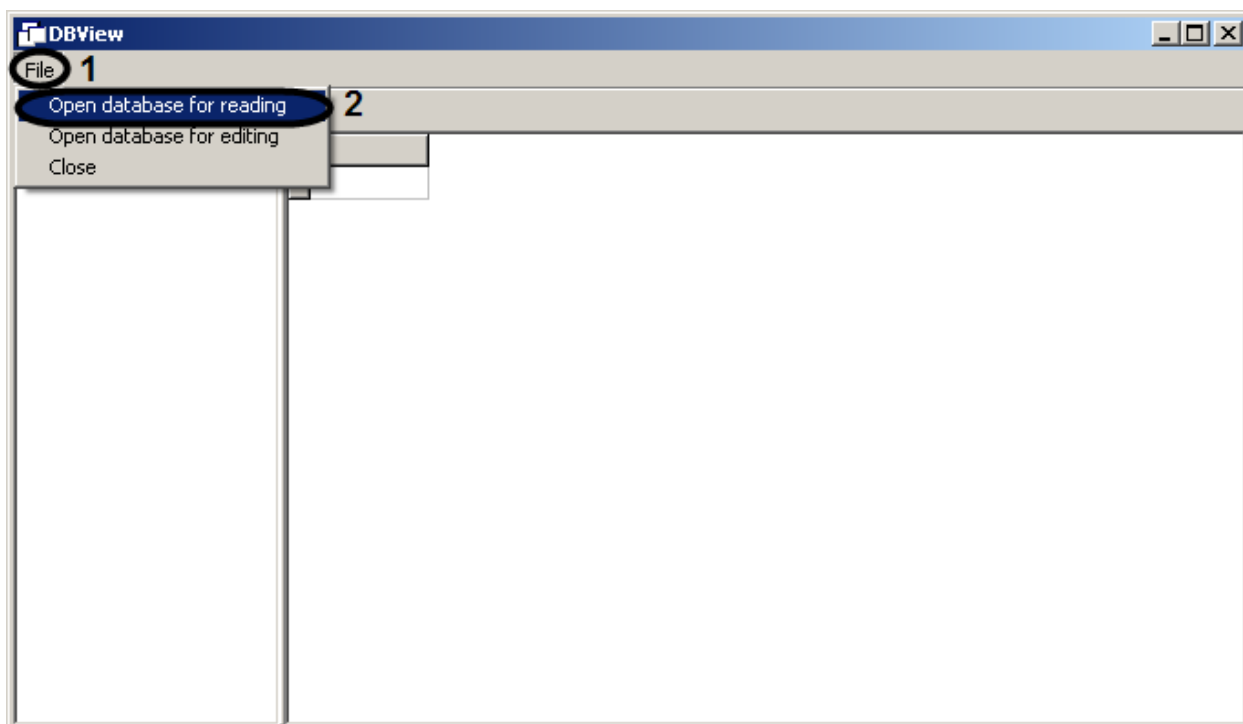 DBView
File 1
Open database for reading 2
Open database for editing
Close